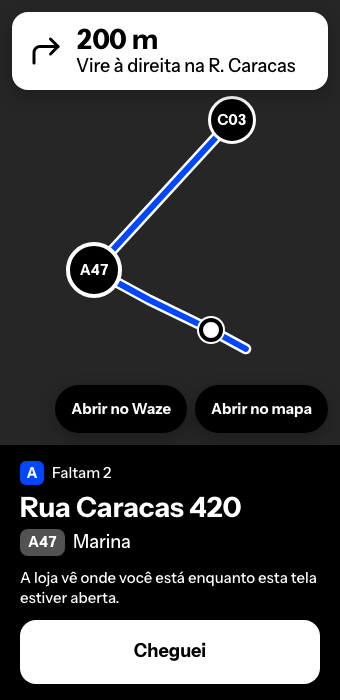 200 m
Vire à direita na R. Caracas
C03
A47
Abrir no Waze
Abrir no mapa
A Faltam 2
Rua Caracas 420
A47 Marina
A loja vê onde você está enquanto esta tela
estiver aberta.
Cheguei